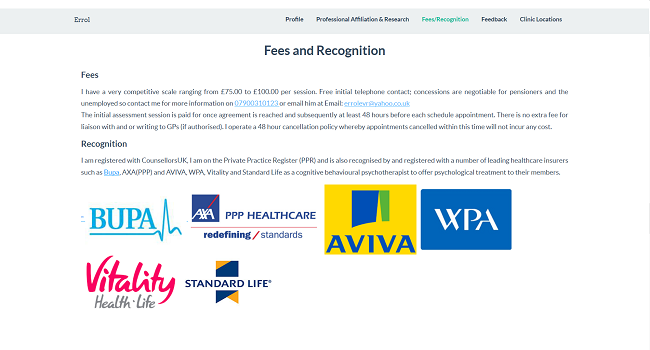 Errol
Profile
Professional Affiliation & Research
Fees/Recognition
Feedback
Clinic Locations
Fees and Recognition
Fees
I have a very competitive scale ranging from £75.00 to £100.00 per session. Free initial telephone contact; concessions are negotiable for pensioners and the
unemployed so contact me for more information on 07900310123 or email him at Email: errolevr@yahoo.co.uk
The initial assessment session is paid for once agreement is reached and subsequently at least 48 hours before each schedule appointment. There is no extra fee for
liaison with and or writing to GPs (if authorised). I operate a 48 hour cancellation policy whereby appointments cancelled within this time will not incur any cost.
Recognition
I am registered with CounsellorsUK, I am on the Private Practice Register (PPR) and is also recognised by and registered with a number of leading healthcare insurers
such as Bupa, AXA(PPP) and AVIVA, WPA, Vitality and Standard Life as a cognitive behavioural psychotherapist to offer psychological treatment to their members.
BUPA
AXA PPP HEALTHCARE
redefining / standards
AVIVA
WPA
Vitality
Health·Life
STANDARD LIFE